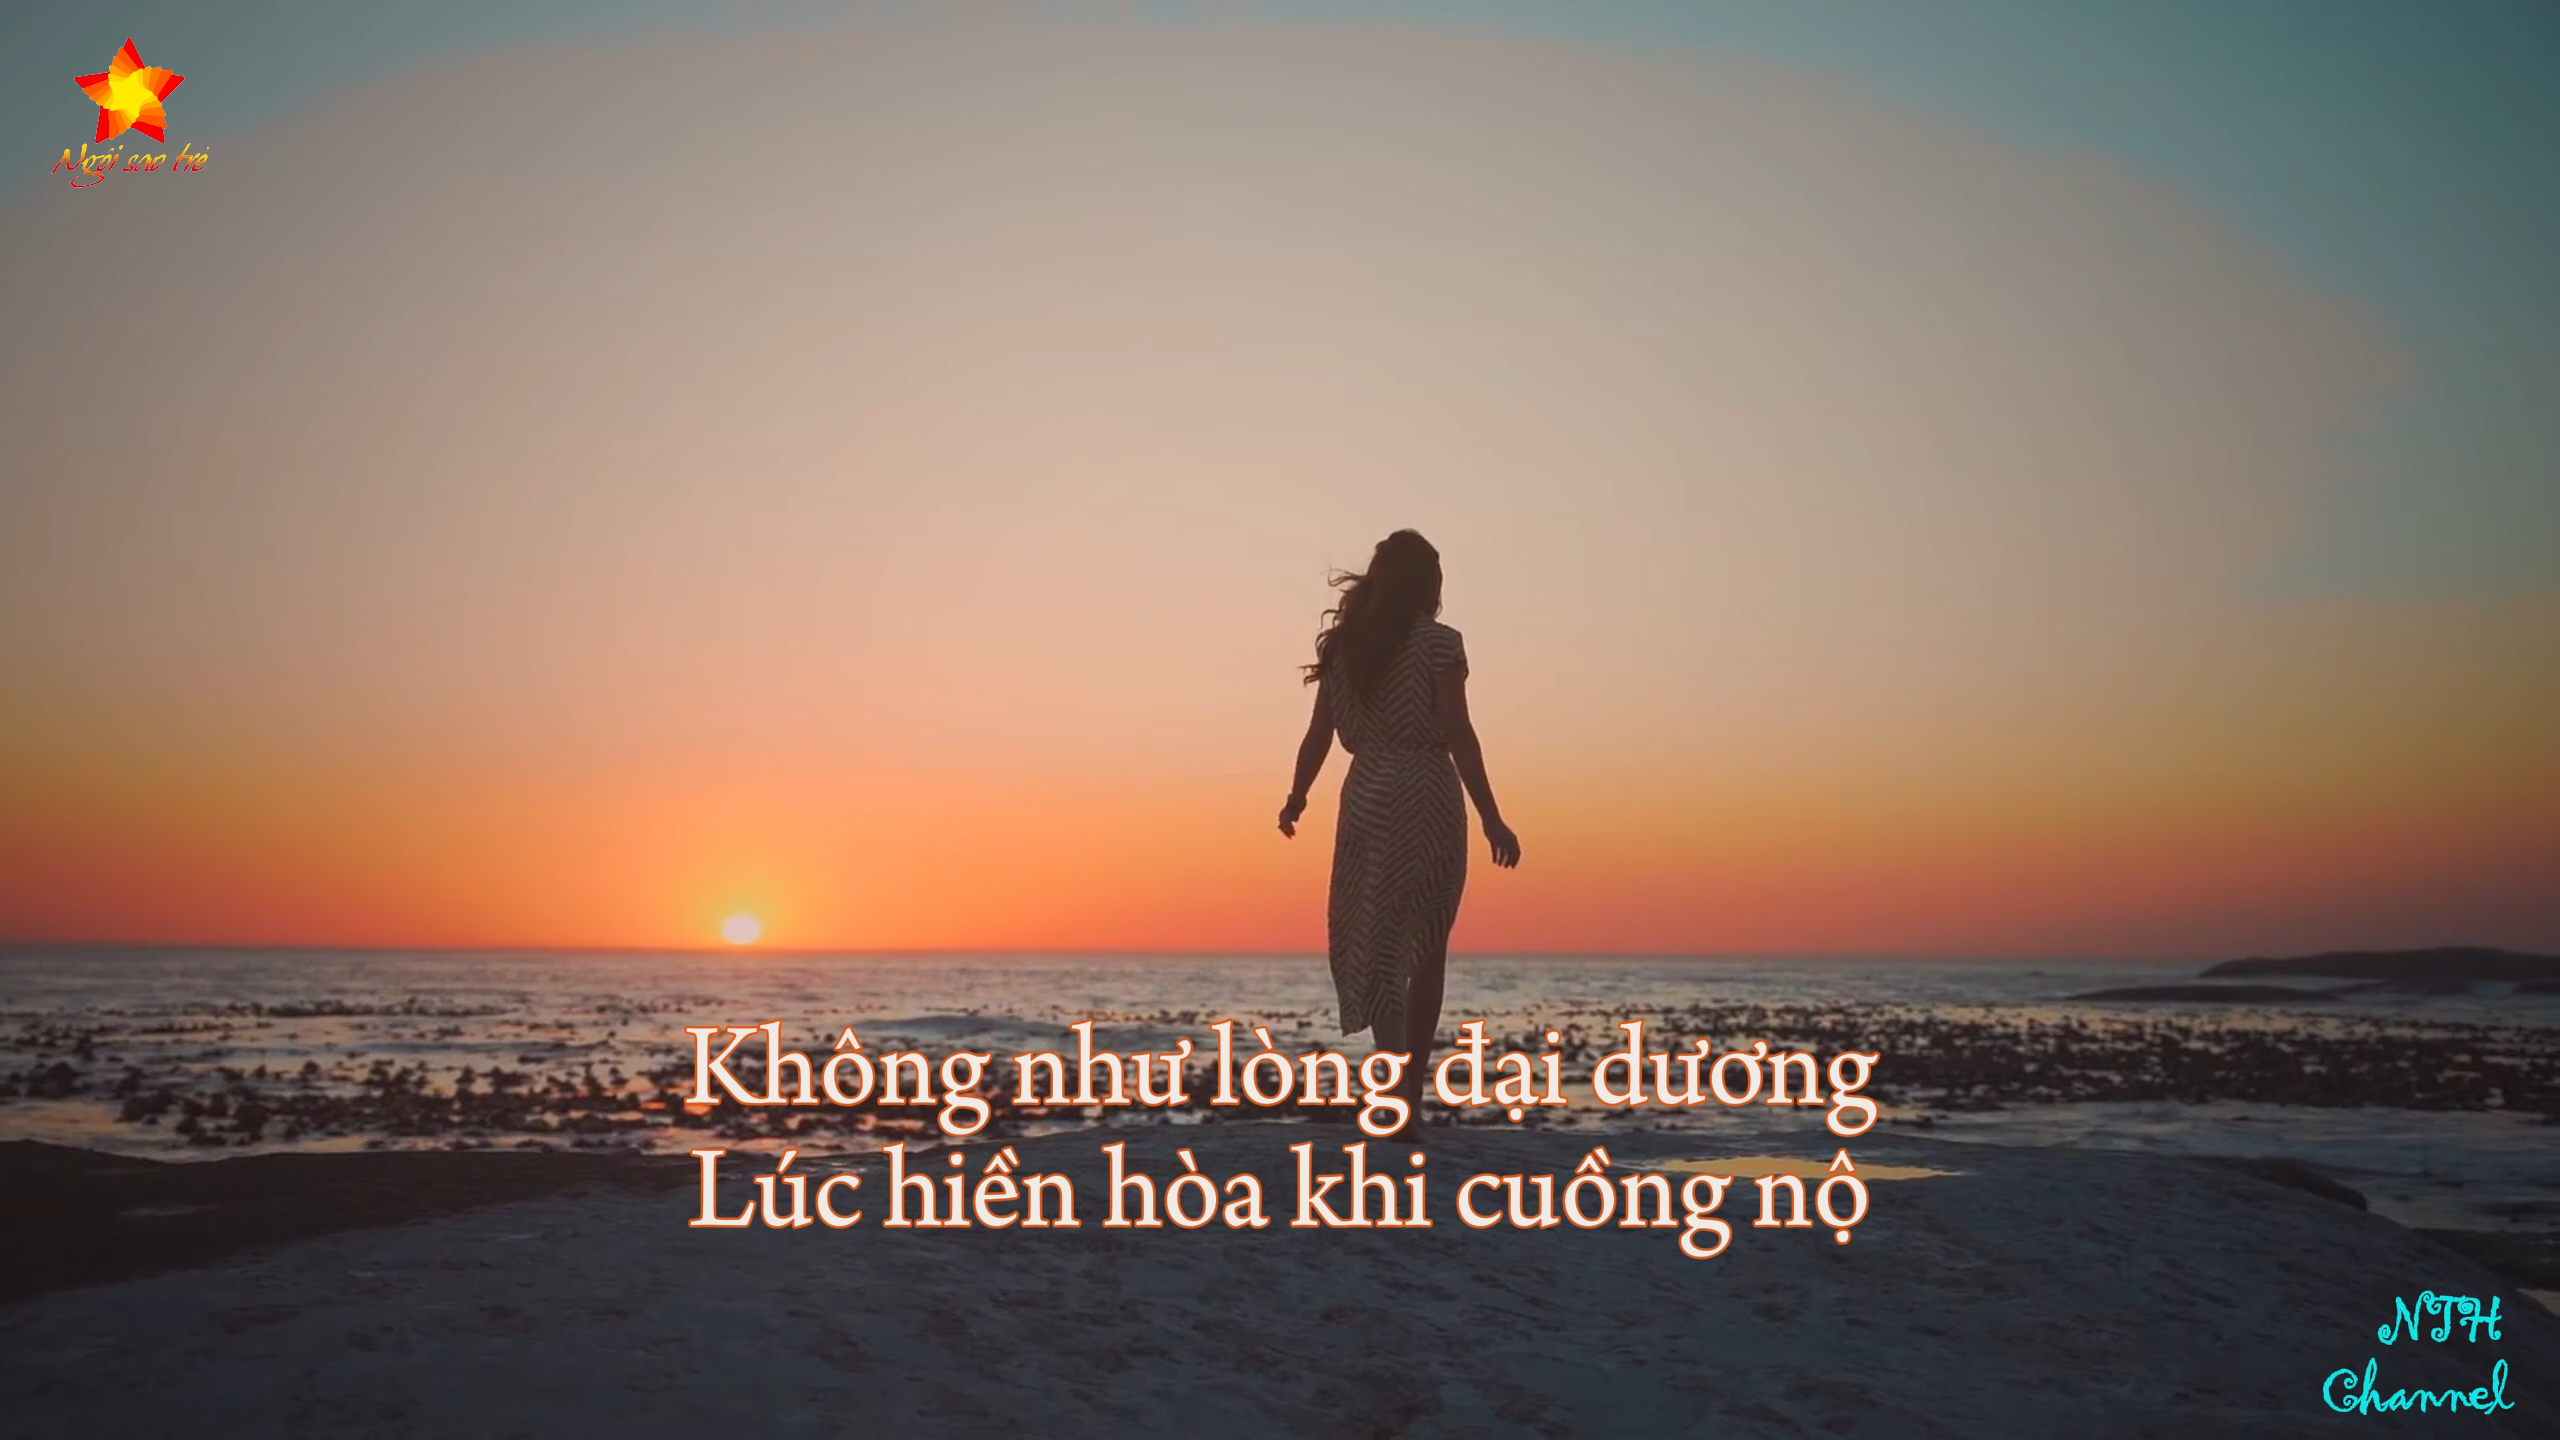 Ngôi sao trẻ
Không như lòng đại dương
Lúc hiền hòa khi cuồng nộ
NTH
Channel